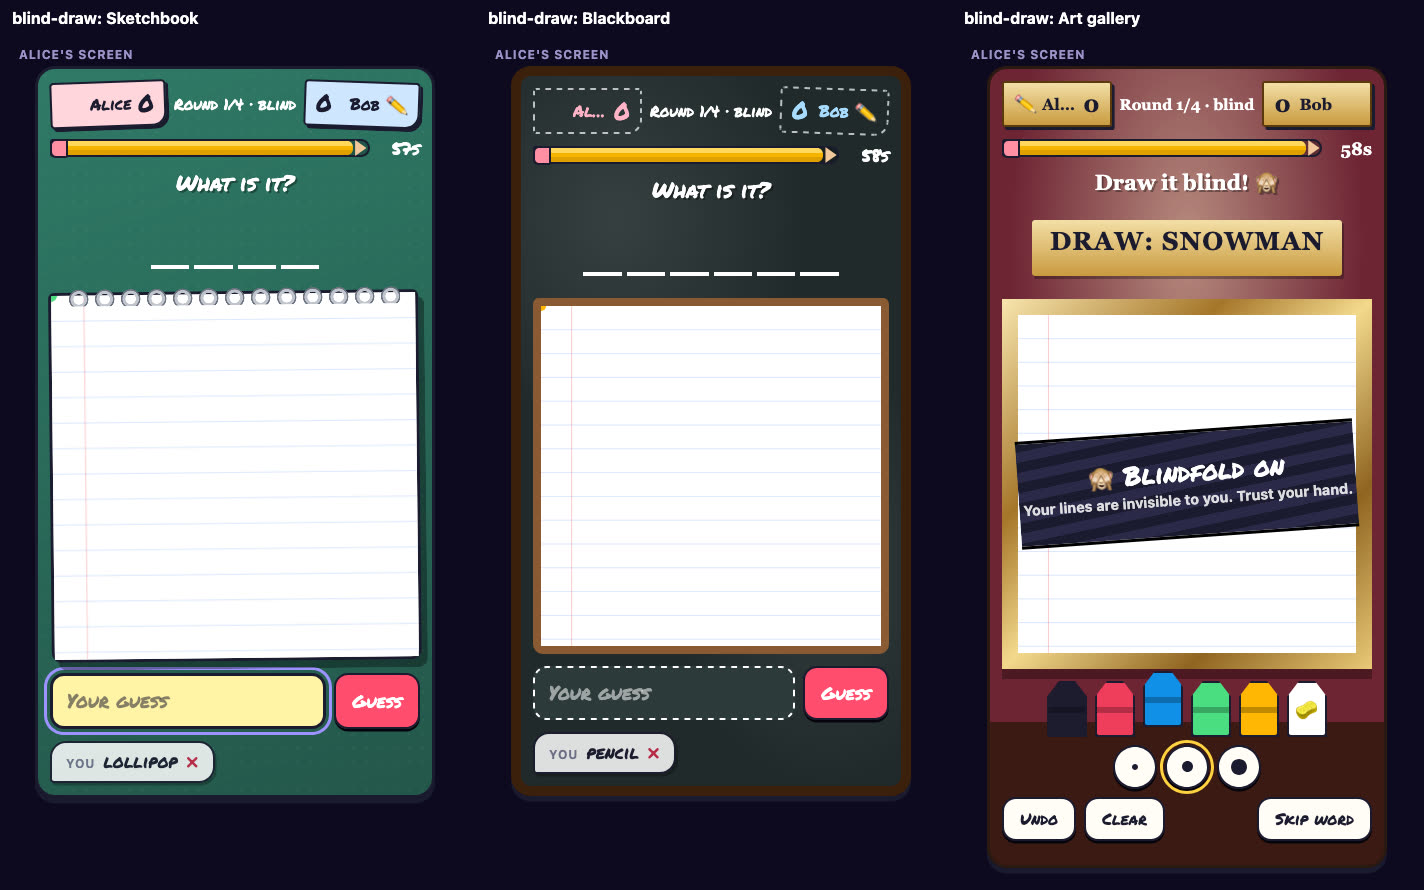 blind-draw: Sketchbook
ALICE'S SCREEN
Alice 0
Round 1/4 · blind
0 Bob ✏️
57s
What is it?
Your guess
Guess
YOU LOLLIPOP ✕
blind-draw: Blackboard
ALICE'S SCREEN
Al... 0
Round 1/4 · blind
0 Bob ✏️
58s
What is it?
Your guess
Guess
YOU PENCIL ✕
blind-draw: Art gallery
ALICE'S SCREEN
✏️ Al... 0
Round 1/4 · blind
0 Bob
58s
Draw it blind! 🙈
DRAW: SNOWMAN
🙈 Blindfold on
Your lines are invisible to you. Trust your hand.
Undo
Clear
Skip word